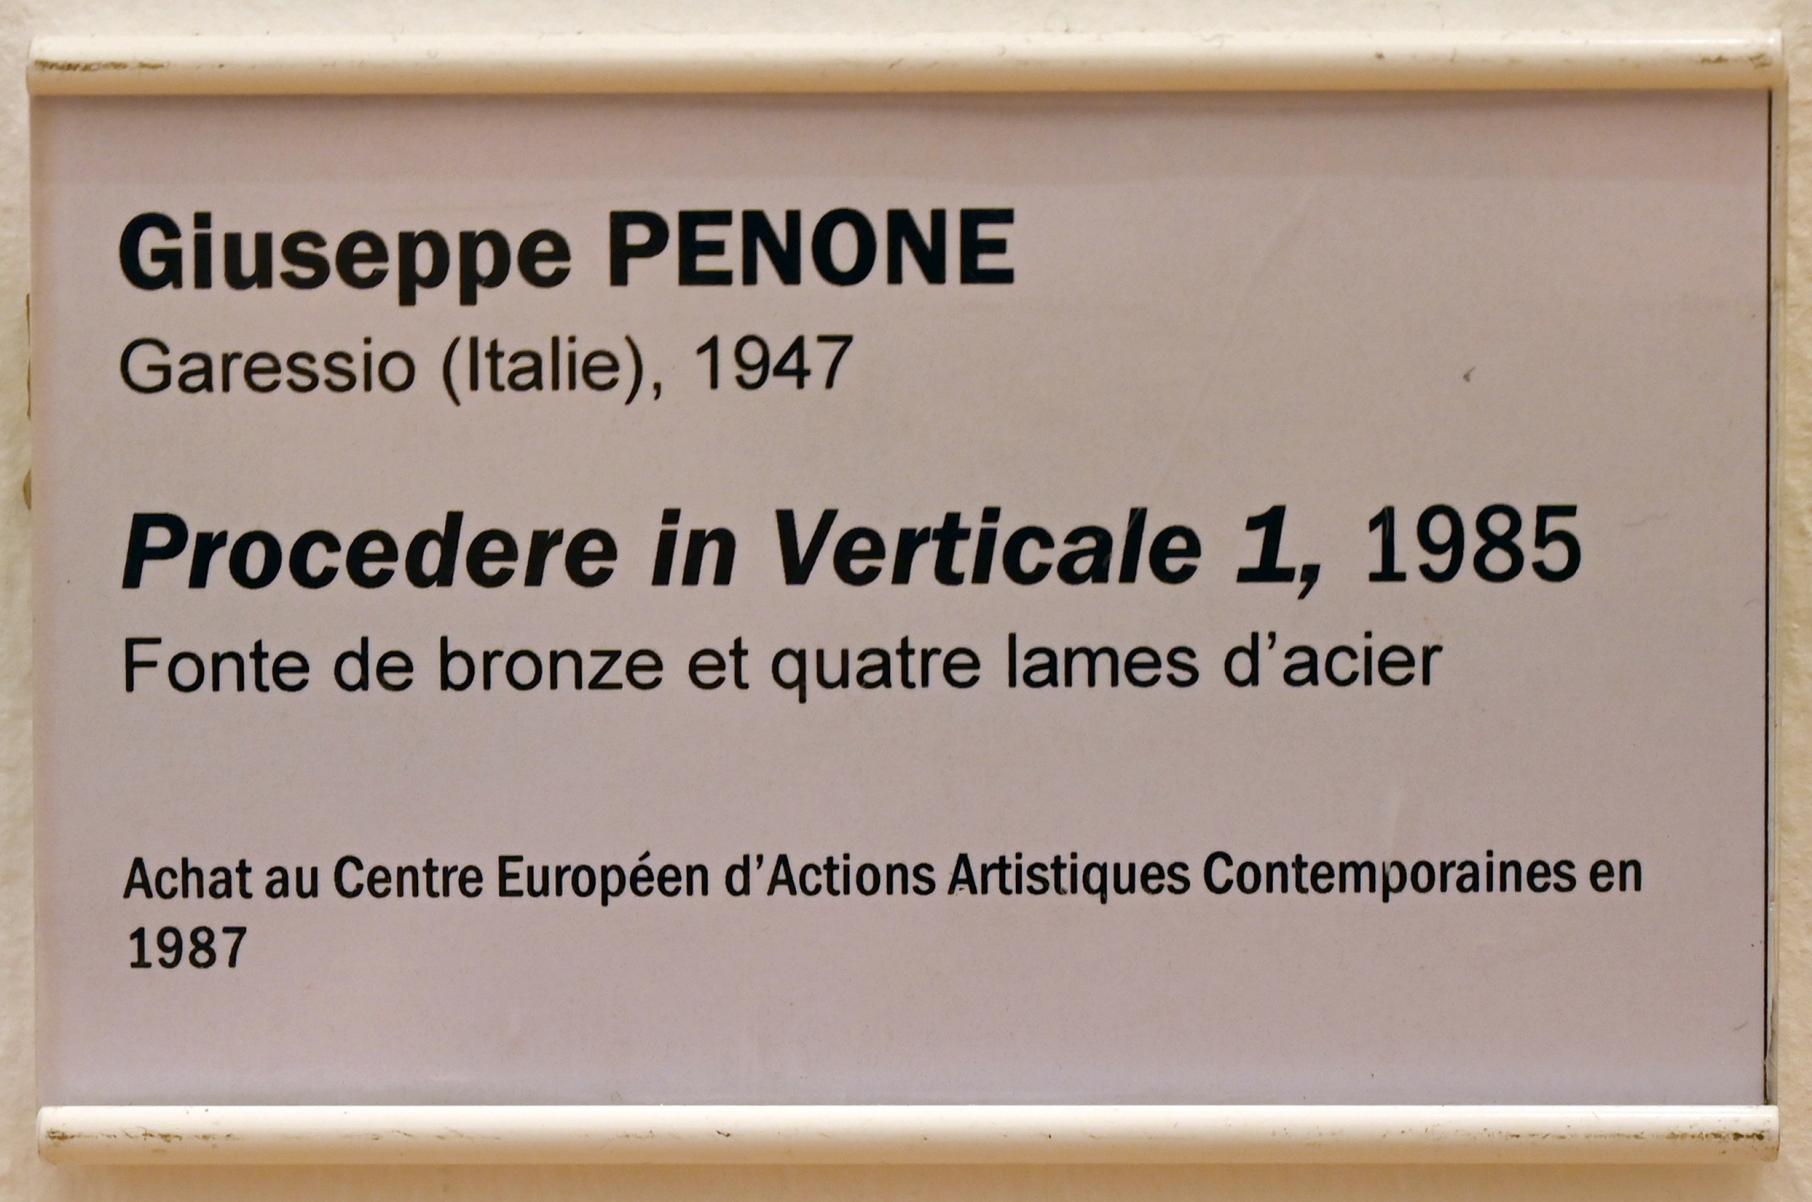 Giuseppe PENONE
Garessio (Italie), 1947
Procedere in Verticale 1, 1985
Fonte de bronze et quatre lames d’acier
Achat au Centre Européen d’Actions Artistiques Contemporaines en
1987